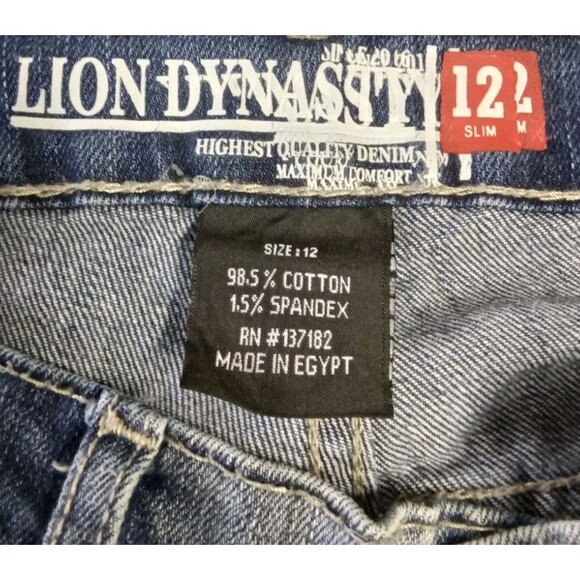 LION DYNASTY
HIGHEST QUALITY DENIM
MAXIMUM COMFORT
12
SLIM
M
SIZE: 12
98.5% COTTON
1.5% SPANDEX
RN #137182
MADE IN EGYPT